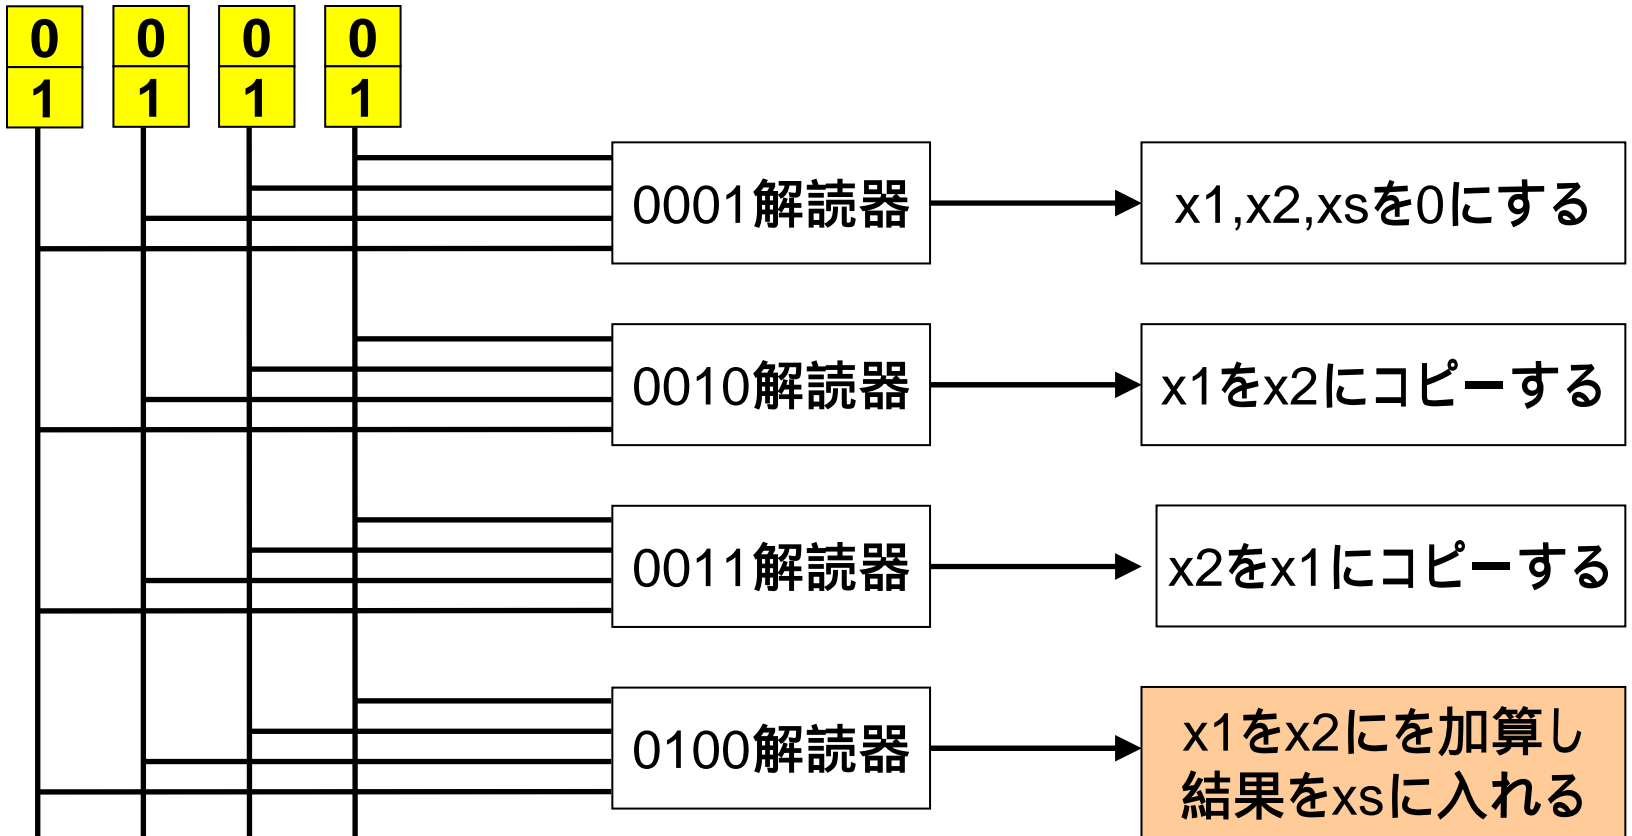 0 0 0 0
1 1 1 1
0001解読器
x1,x2,xsを0にする
0010解読器
x1をx2にコピーする
0011解読器
x2をx1にコピーする
0100解読器
x1をx2にを加算し
結果をxsに入れる